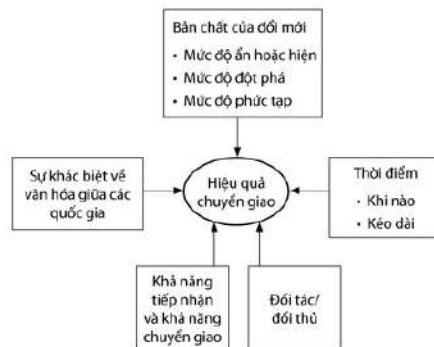 Bản chất của đổi mới
• Mức độ ẩn hoặc hiện
• Mức độ đột phá
• Mức độ phức tạp
Sự khác biệt về
văn hóa giữa các
quốc gia
Hiệu quả
chuyển giao
Thời điểm
• Khi nào
• Kéo dài
Khả năng
tiếp nhận
và khả năng
chuyển giao
Đối tác/
đối thủ